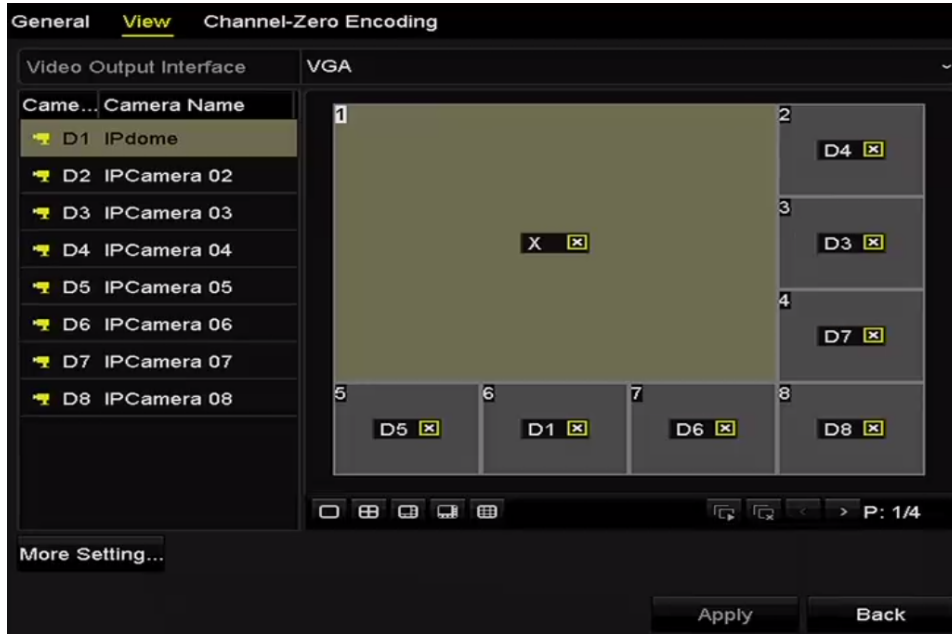 General View Channel-Zero Encoding
Video Output Interface VGA
Came... Camera Name
D1 IPdome
D2 IPCamera 02
D3 IPCamera 03
D4 IPCamera 04
D5 IPCamera 05
D6 IPCamera 06
D7 IPCamera 07
D8 IPCamera 08
1
X
2
D4
3
D3
4
D7
5
D5
6
D1
7
D6
8
D8
P: 1/4
More Setting...
Apply Back